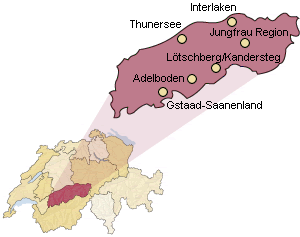 Interlaken
Thunersee
Jungfrau Region
Lötschberg/Kandersteg
Adelboden
Gstaad-Saanenland